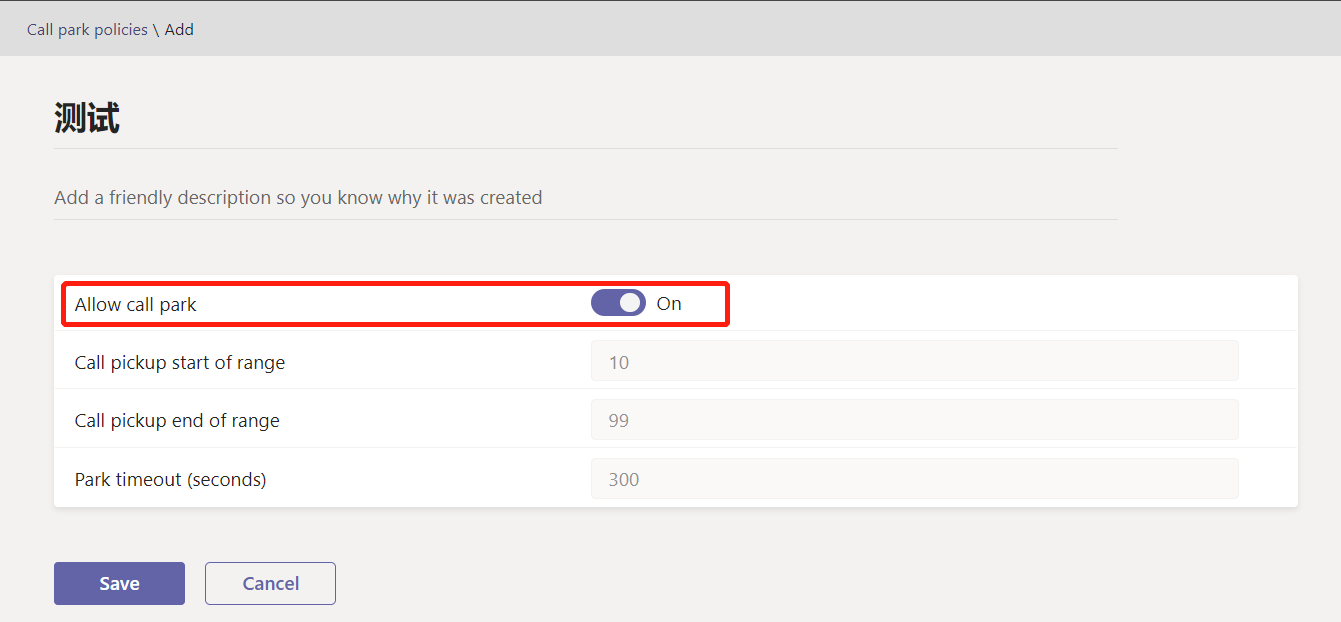 Call park policies \ Add
测试
Add a friendly description so you know why it was created
Allow call park On
Call pickup start of range 10
Call pickup end of range 99
Park timeout (seconds) 300
Save Cancel